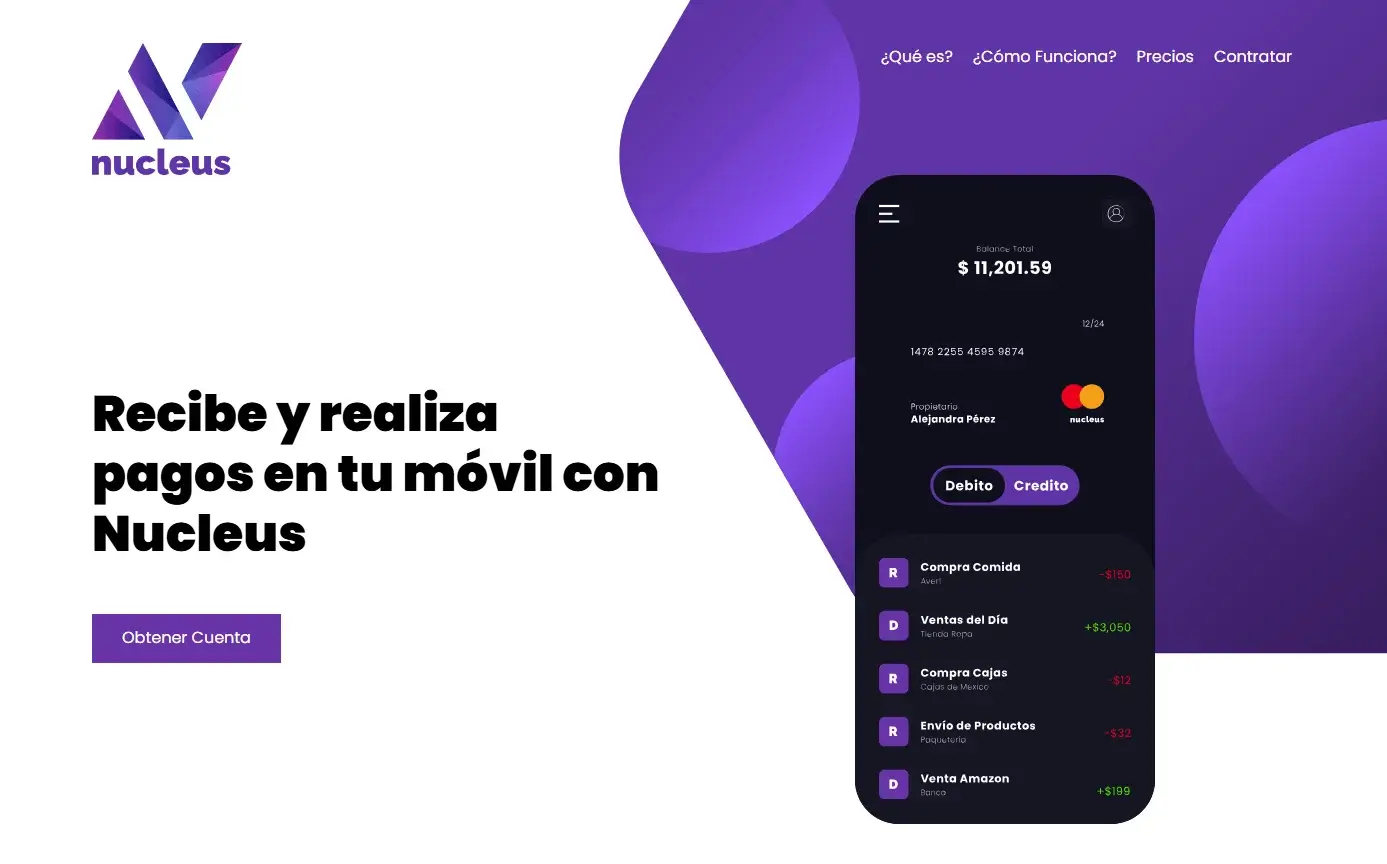 nucleus
¿Qué es? ¿Cómo Funciona? Precios Contratar
Recibe y realiza
pagos en tu móvil con
Nucleus
Obtener Cuenta
Balance Total
$ 11,201.59
12/24
1478 2255 4595 9874
Propietario
Alejandra Pérez
nucleus
Debito Credito
R Compra Comida -$150
Aver!
D Ventas del Día +$3,050
Tienda Ropa
R Compra Cajas -$12
Cajas de Mexico
R Envío de Productos -$32
Paquetería
D Venta Amazon +$199
Banco